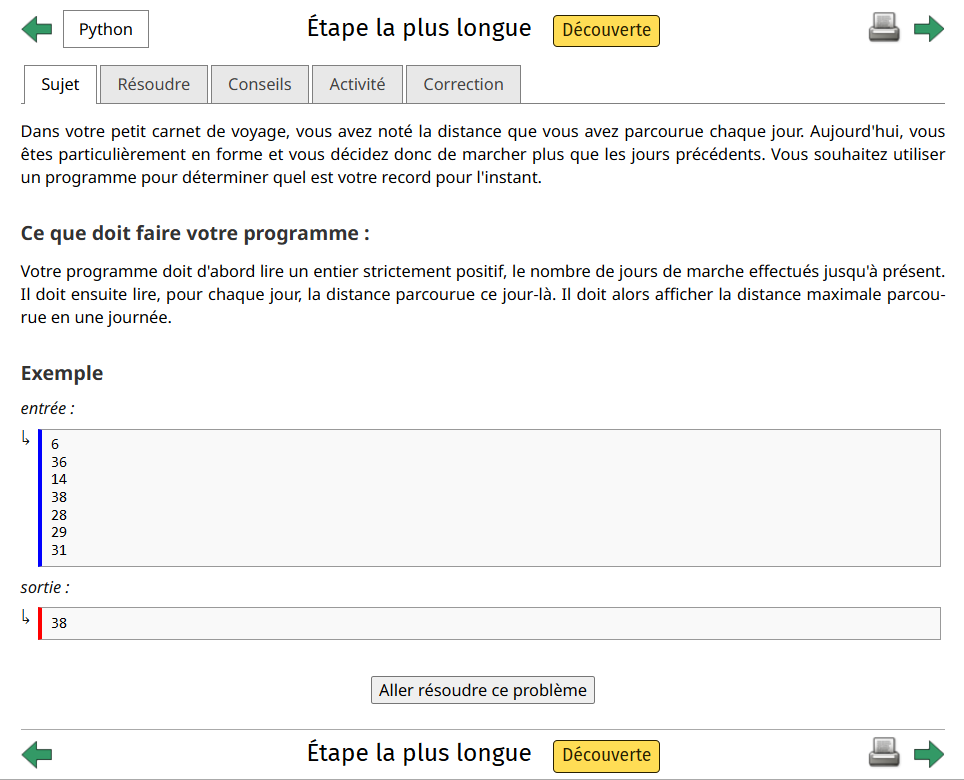 Python
Étape la plus longue
Découverte
Sujet
Résoudre
Conseils
Activité
Correction
Dans votre petit carnet de voyage, vous avez noté la distance que vous avez parcourue chaque jour. Aujourd'hui, vous
êtes particulièrement en forme et vous décidez donc de marcher plus que les jours précédents. Vous souhaitez utiliser
un programme pour déterminer quel est votre record pour l'instant.
Ce que doit faire votre programme :
Votre programme doit d'abord lire un entier strictement positif, le nombre de jours de marche effectués jusqu'à présent.
Il doit ensuite lire, pour chaque jour, la distance parcourue ce jour-là. Il doit alors afficher la distance maximale parcou-
rue en une journée.
Exemple
entrée :
6
36
14
38
28
29
31
sortie :
38
Aller résoudre ce problème
Étape la plus longue
Découverte